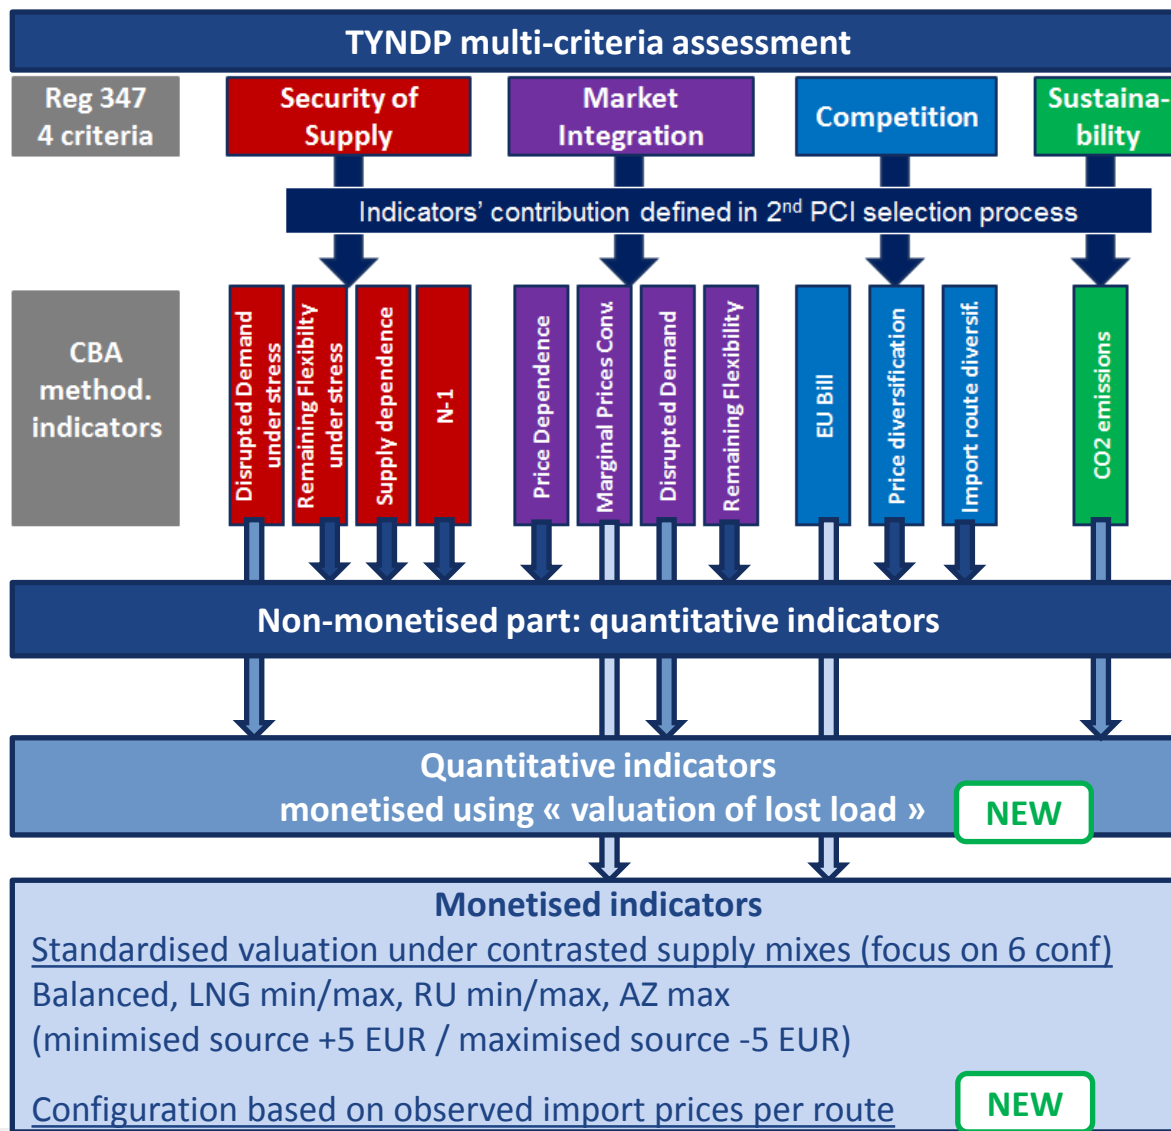 TYNDP multi-criteria assessment
Reg 347
4 criteria
Security of
Supply
Market
Integration
Competition
Sustaina-
bility
Indicators' contribution defined in 2nd PCI selection process
CBA
method.
indicators
Disrupted Demand
under stress
Remaining Flexibilty
under stress
Supply dependence
N-1
Price Dependence
Marginal Prices Conv.
Disrupted Demand
Remaining Flexibility
EU Bill
Price diversification
Import route diversif.
CO2 emissions
Non-monetised part: quantitative indicators
Quantitative indicators
monetised using « valuation of lost load »
NEW
Monetised indicators
Standardised valuation under contrasted supply mixes (focus on 6 conf)
Balanced, LNG min/max, RU min/max, AZ max
(minimised source +5 EUR / maximised source -5 EUR)
Configuration based on observed import prices per route
NEW